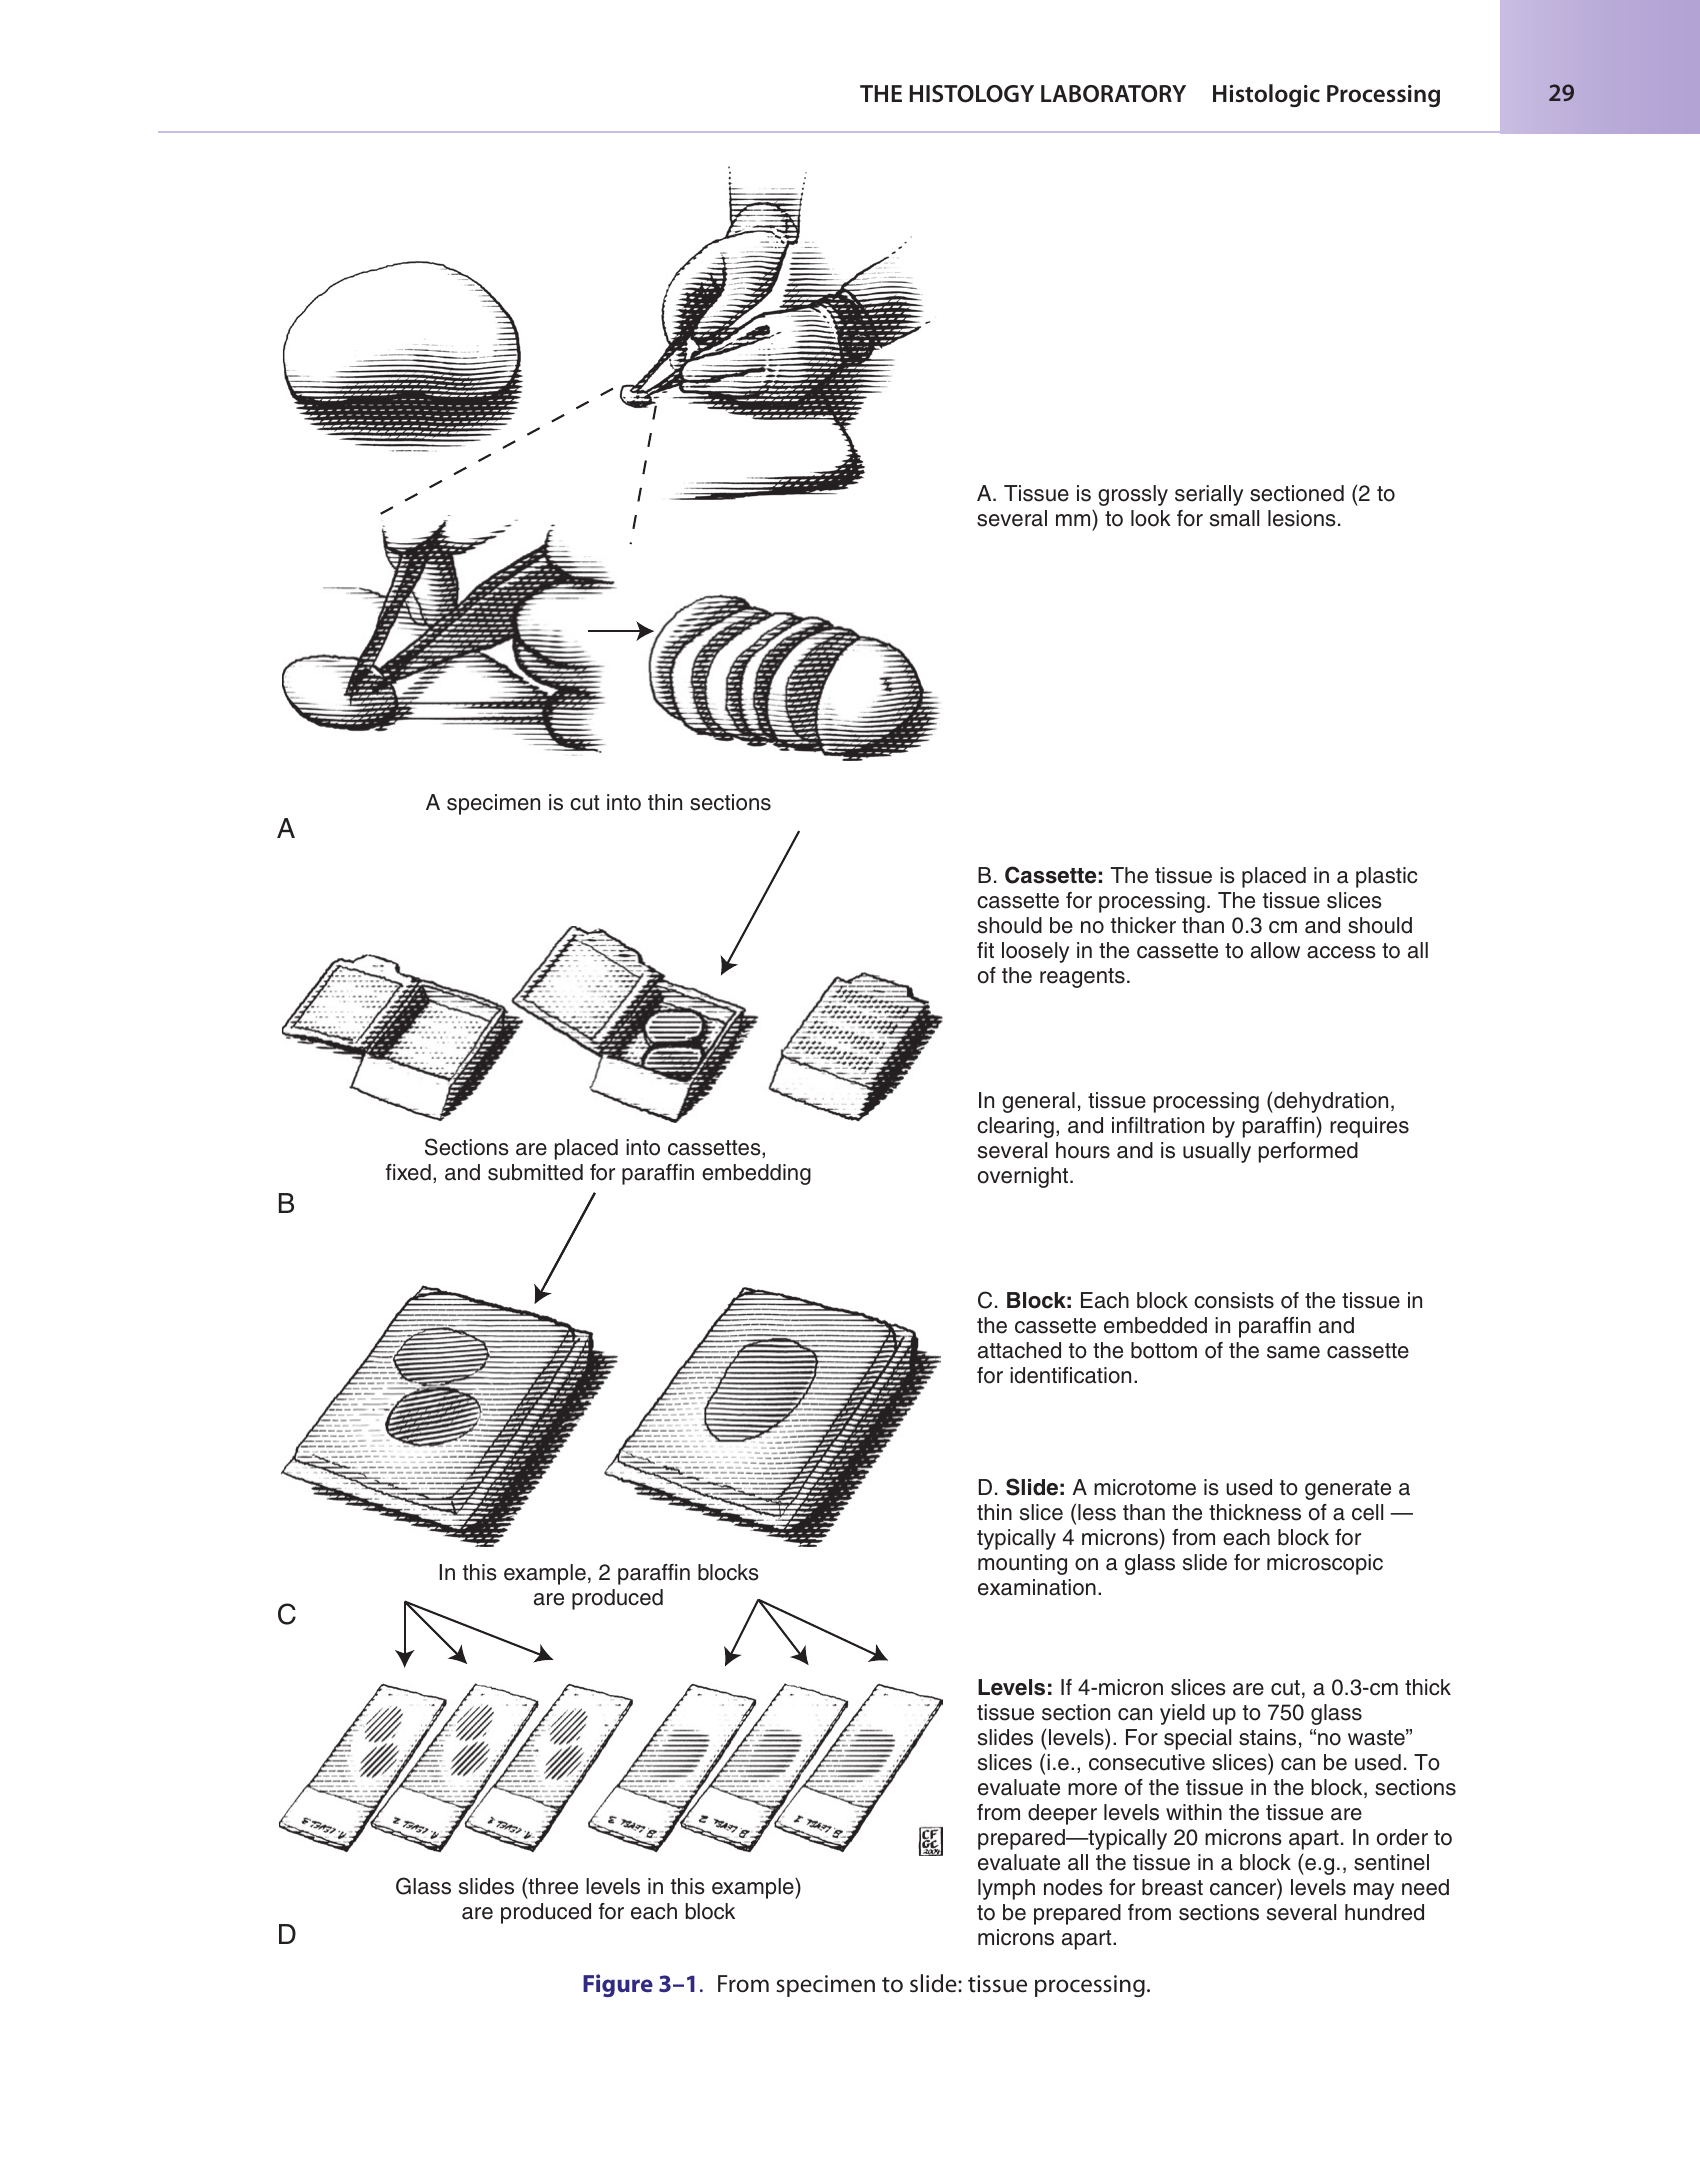 THE HISTOLOGY LABORATORY Histologic Processing 29
A. Tissue is grossly serially sectioned (2 to
several mm) to look for small lesions.
A specimen is cut into thin sections
A
B. Cassette: The tissue is placed in a plastic
cassette for processing. The tissue slices
should be no thicker than 0.3 cm and should
fit loosely in the cassette to allow access to all
of the reagents.
In general, tissue processing (dehydration,
clearing, and infiltration by paraffin) requires
several hours and is usually performed
overnight.
Sections are placed into cassettes,
fixed, and submitted for paraffin embedding
B
C. Block: Each block consists of the tissue in
the cassette embedded in paraffin and
attached to the bottom of the same cassette
for identification.
In this example, 2 paraffin blocks
are produced
C
D. Slide: A microtome is used to generate a
thin slice (less than the thickness of a cell —
typically 4 microns) from each block for
mounting on a glass slide for microscopic
examination.
Levels: If 4-micron slices are cut, a 0.3-cm thick
tissue section can yield up to 750 glass
slides (levels). For special stains, “no waste”
slices (i.e., consecutive slices) can be used. To
evaluate more of the tissue in the block, sections
from deeper levels within the tissue are
prepared—typically 20 microns apart. In order to
evaluate all the tissue in a block (e.g., sentinel
lymph nodes for breast cancer) levels may need
to be prepared from sections several hundred
microns apart.
A LEVEL 3
A LEVEL 2
A LEVEL 1
B LEVEL 3
B LEVEL 2
B LEVEL 1
CF
GC
Glass slides (three levels in this example)
are produced for each block
D
Figure 3–1. From specimen to slide: tissue processing.